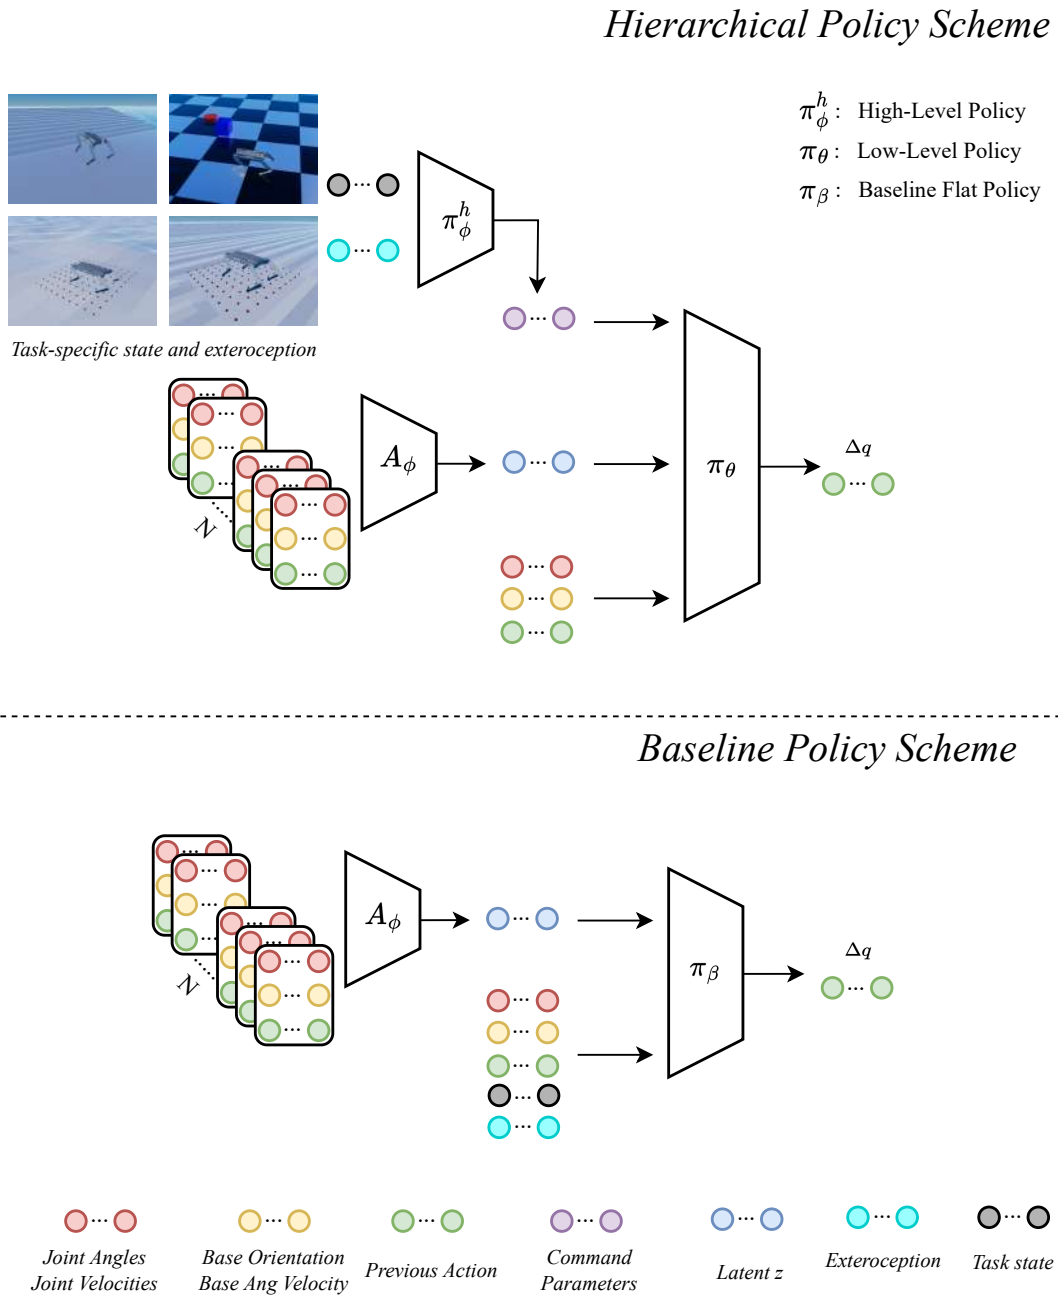 Hierarchical Policy Scheme
π_ϕ^h : High-Level Policy
π_θ : Low-Level Policy
π_β : Baseline Flat Policy
π_ϕ^h
Task-specific state and exteroception
A_ϕ
π_θ
Δq
N
Baseline Policy Scheme
A_ϕ
π_β
Δq
N
Joint Angles
Joint Velocities
Base Orientation
Base Ang Velocity
Previous Action
Command
Parameters
Latent z
Exteroception
Task state